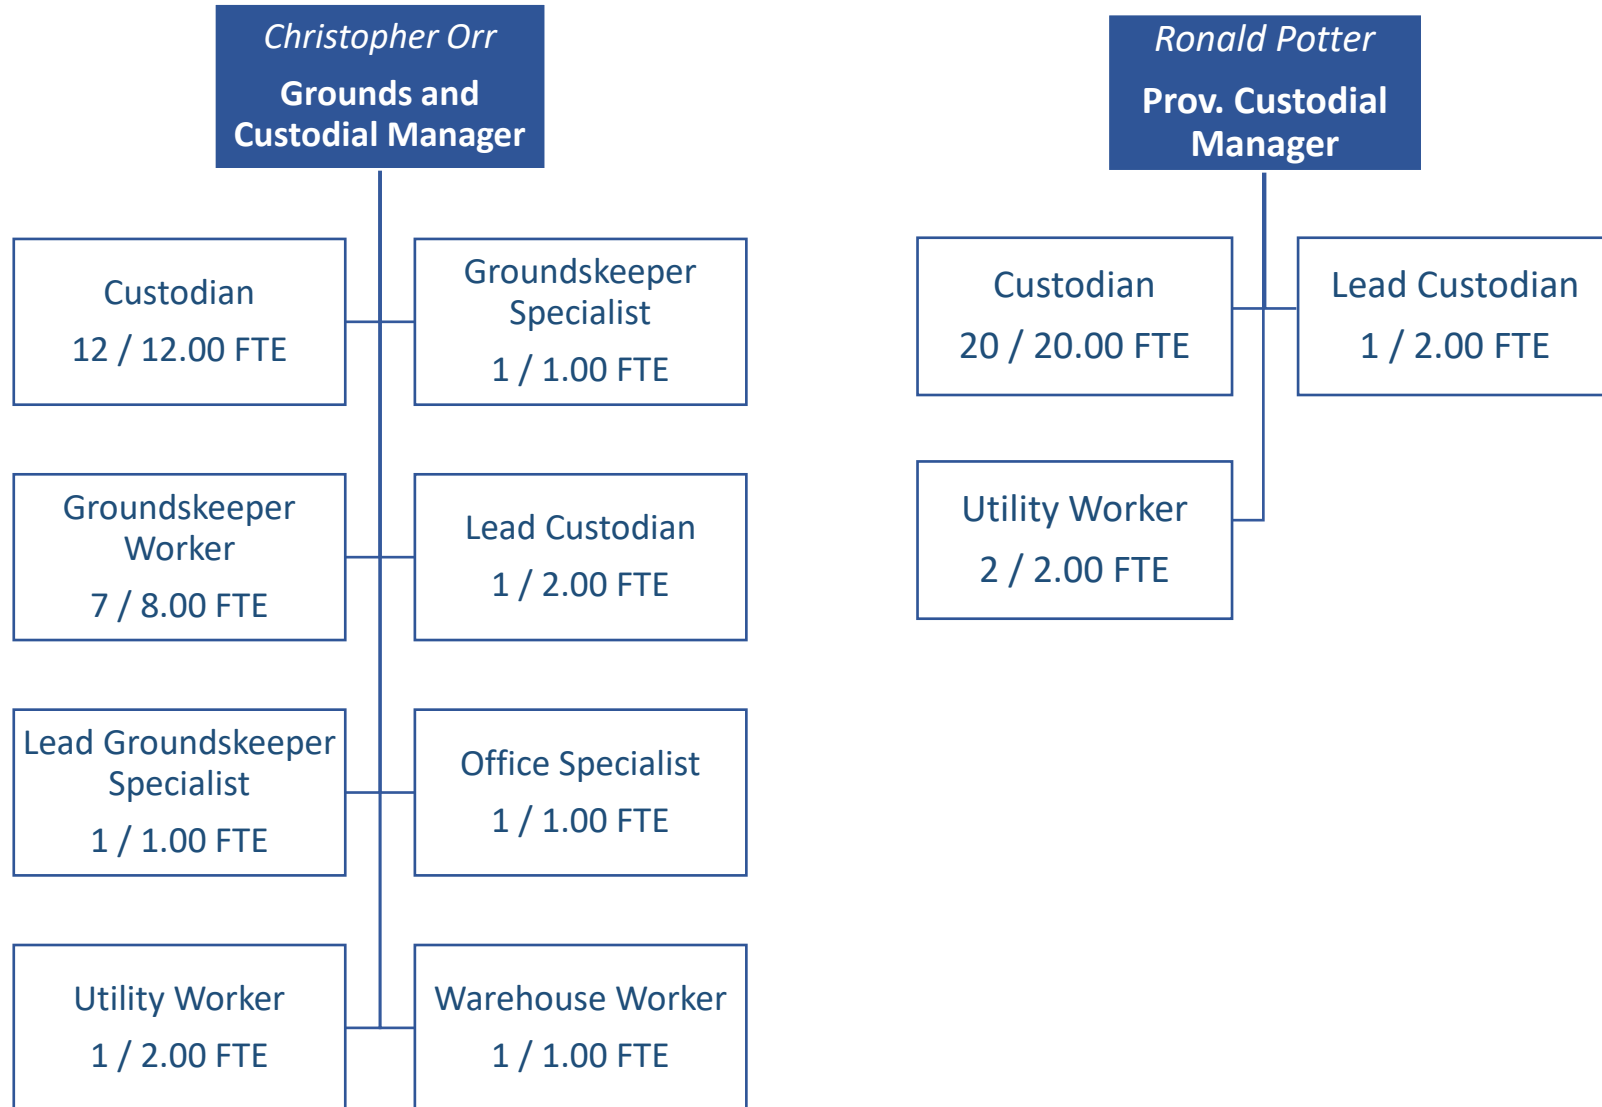 Christopher Orr
Grounds and
Custodial Manager
Custodian
12 / 12.00 FTE
Groundskeeper
Specialist
1 / 1.00 FTE
Groundskeeper
Worker
7 / 8.00 FTE
Lead Custodian
1 / 2.00 FTE
Lead Groundskeeper
Specialist
1 / 1.00 FTE
Office Specialist
1 / 1.00 FTE
Utility Worker
1 / 2.00 FTE
Warehouse Worker
1 / 1.00 FTE
Ronald Potter
Prov. Custodial
Manager
Custodian
20 / 20.00 FTE
Lead Custodian
1 / 2.00 FTE
Utility Worker
2 / 2.00 FTE